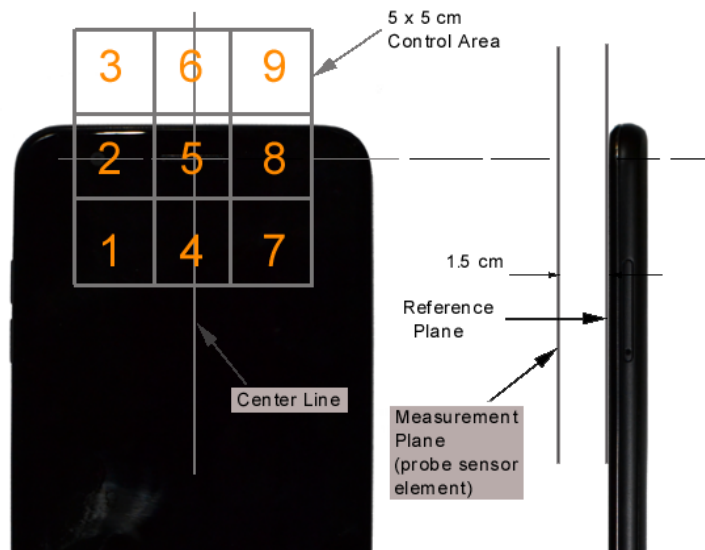 5 x 5 cm
Control Area
3 6 9
2 5 8
1 4 7
1.5 cm
Reference
Plane
Center Line
Measurement
Plane
(probe sensor
element)